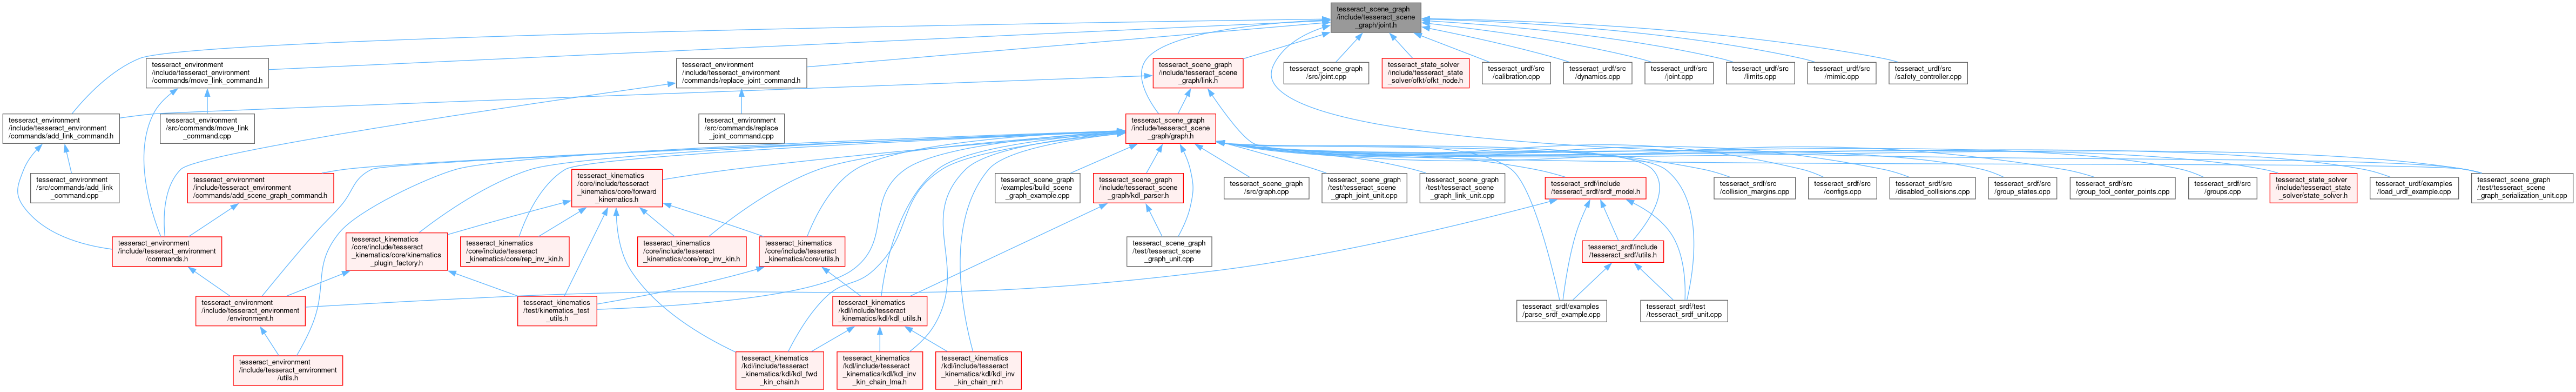 tesseract_scene_graph
/include/tesseract_scene
_graph/joint.h
tesseract_environment
/include/tesseract_environment
/commands/move_link_command.h
tesseract_environment
/include/tesseract_environment
/commands/replace_joint_command.h
tesseract_scene_graph
/include/tesseract_scene
_graph/link.h
tesseract_scene_graph
/src/joint.cpp
tesseract_state_solver
/include/tesseract_state
_solver/ofkt/ofkt_node.h
tesseract_urdf/src
/calibration.cpp
tesseract_urdf/src
/dynamics.cpp
tesseract_urdf/src
/joint.cpp
tesseract_urdf/src
/limits.cpp
tesseract_urdf/src
/mimic.cpp
tesseract_urdf/src
/safety_controller.cpp
tesseract_environment
/include/tesseract_environment
/commands/add_link_command.h
tesseract_environment
/src/commands/move_link
_command.cpp
tesseract_environment
/src/commands/replace
_joint_command.cpp
tesseract_scene_graph
/include/tesseract_scene
_graph/graph.h
tesseract_environment
/src/commands/add_link
_command.cpp
tesseract_environment
/include/tesseract_environment
/commands/add_scene_graph_command.h
tesseract_kinematics
/core/include/tesseract
_kinematics/core/forward
_kinematics.h
tesseract_scene_graph
/examples/build_scene
_graph_example.cpp
tesseract_scene_graph
/include/tesseract_scene
_graph/kdl_parser.h
tesseract_scene_graph
/src/graph.cpp
tesseract_scene_graph
/test/tesseract_scene
_graph_joint_unit.cpp
tesseract_scene_graph
/test/tesseract_scene
_graph_link_unit.cpp
tesseract_srdf/include
/tesseract_srdf/srdf_model.h
tesseract_srdf/src
/collision_margins.cpp
tesseract_srdf/src
/configs.cpp
tesseract_srdf/src
/disabled_collisions.cpp
tesseract_srdf/src
/group_states.cpp
tesseract_srdf/src
/group_tool_center_points.cpp
tesseract_srdf/src
/groups.cpp
tesseract_state_solver
/include/tesseract_state
_solver/state_solver.h
tesseract_urdf/examples
/load_urdf_example.cpp
tesseract_scene_graph
/test/tesseract_scene
_graph_serialization_unit.cpp
tesseract_environment
/include/tesseract_environment
/commands.h
tesseract_kinematics
/core/include/tesseract
_kinematics/core/kinematics
_plugin_factory.h
tesseract_kinematics
/core/include/tesseract
_kinematics/core/rep_inv_kin.h
tesseract_kinematics
/core/include/tesseract
_kinematics/core/rop_inv_kin.h
tesseract_kinematics
/core/include/tesseract
_kinematics/core/utils.h
tesseract_scene_graph
/test/tesseract_scene
_graph_unit.cpp
tesseract_srdf/include
/tesseract_srdf/utils.h
tesseract_environment
/include/tesseract_environment
/environment.h
tesseract_kinematics
/test/kinematics_test
_utils.h
tesseract_kinematics
/kdl/include/tesseract
_kinematics/kdl/kdl_utils.h
tesseract_srdf/examples
/parse_srdf_example.cpp
tesseract_srdf/test
/tesseract_srdf_unit.cpp
tesseract_environment
/include/tesseract_environment
/utils.h
tesseract_kinematics
/kdl/include/tesseract
_kinematics/kdl/kdl_fwd
_kin_chain.h
tesseract_kinematics
/kdl/include/tesseract
_kinematics/kdl/kdl_inv
_kin_chain_lma.h
tesseract_kinematics
/kdl/include/tesseract
_kinematics/kdl/kdl_inv
_kin_chain_nr.h